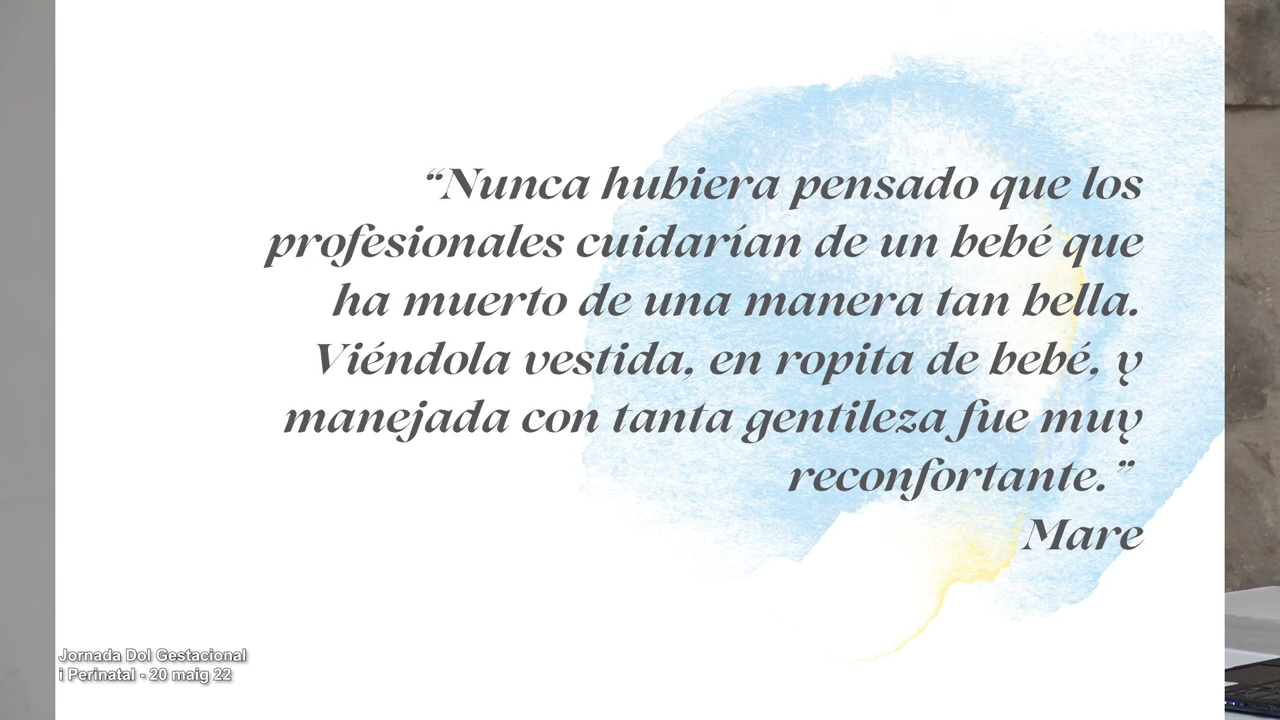 “Nunca hubiera pensado que los
profesionales cuidarían de un bebé que
ha muerto de una manera tan bella.
Viéndola vestida, en ropita de bebé, y
manejada con tanta gentileza fue muy
reconfortante.”
Mare
Jornada Dol Gestacional
i Perinatal - 20 maig 22